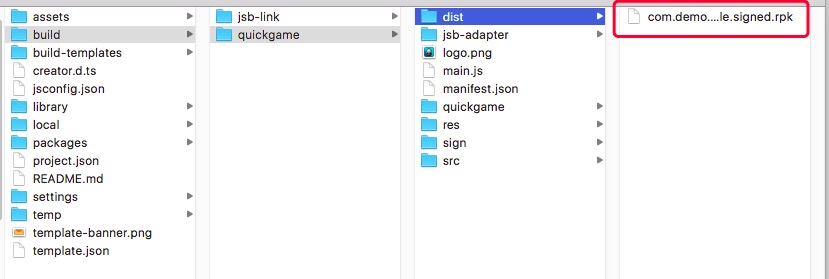 assets
build
build-templates
creator.d.ts
jsconfig.json
library
local
packages
project.json
README.md
settings
temp
template-banner.png
template.json
jsb-link
quickgame
dist
jsb-adapter
logo.png
main.js
manifest.json
quickgame
res
sign
src
com.demo....le.signed.rpk